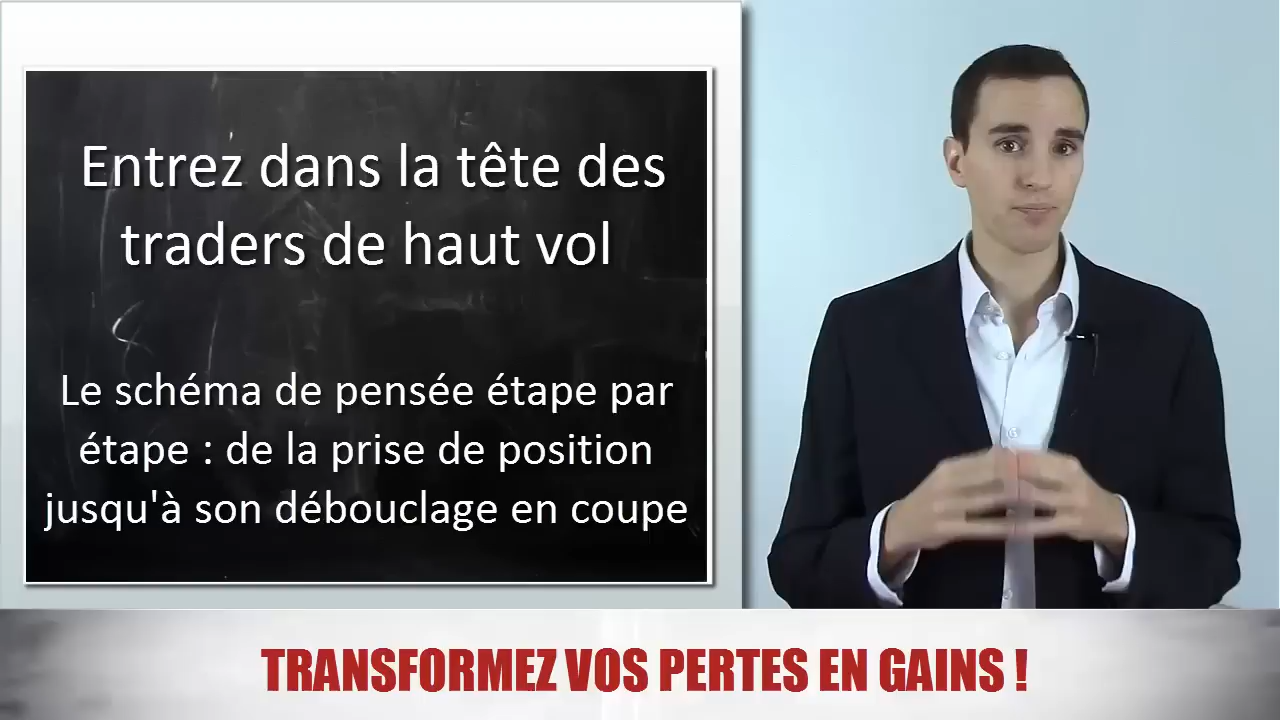 Entrez dans la tête des
traders de haut vol
Le schéma de pensée étape par
étape : de la prise de position
jusqu'à son débouclage en coupe
TRANSFORMEZ VOS PERTES EN GAINS !